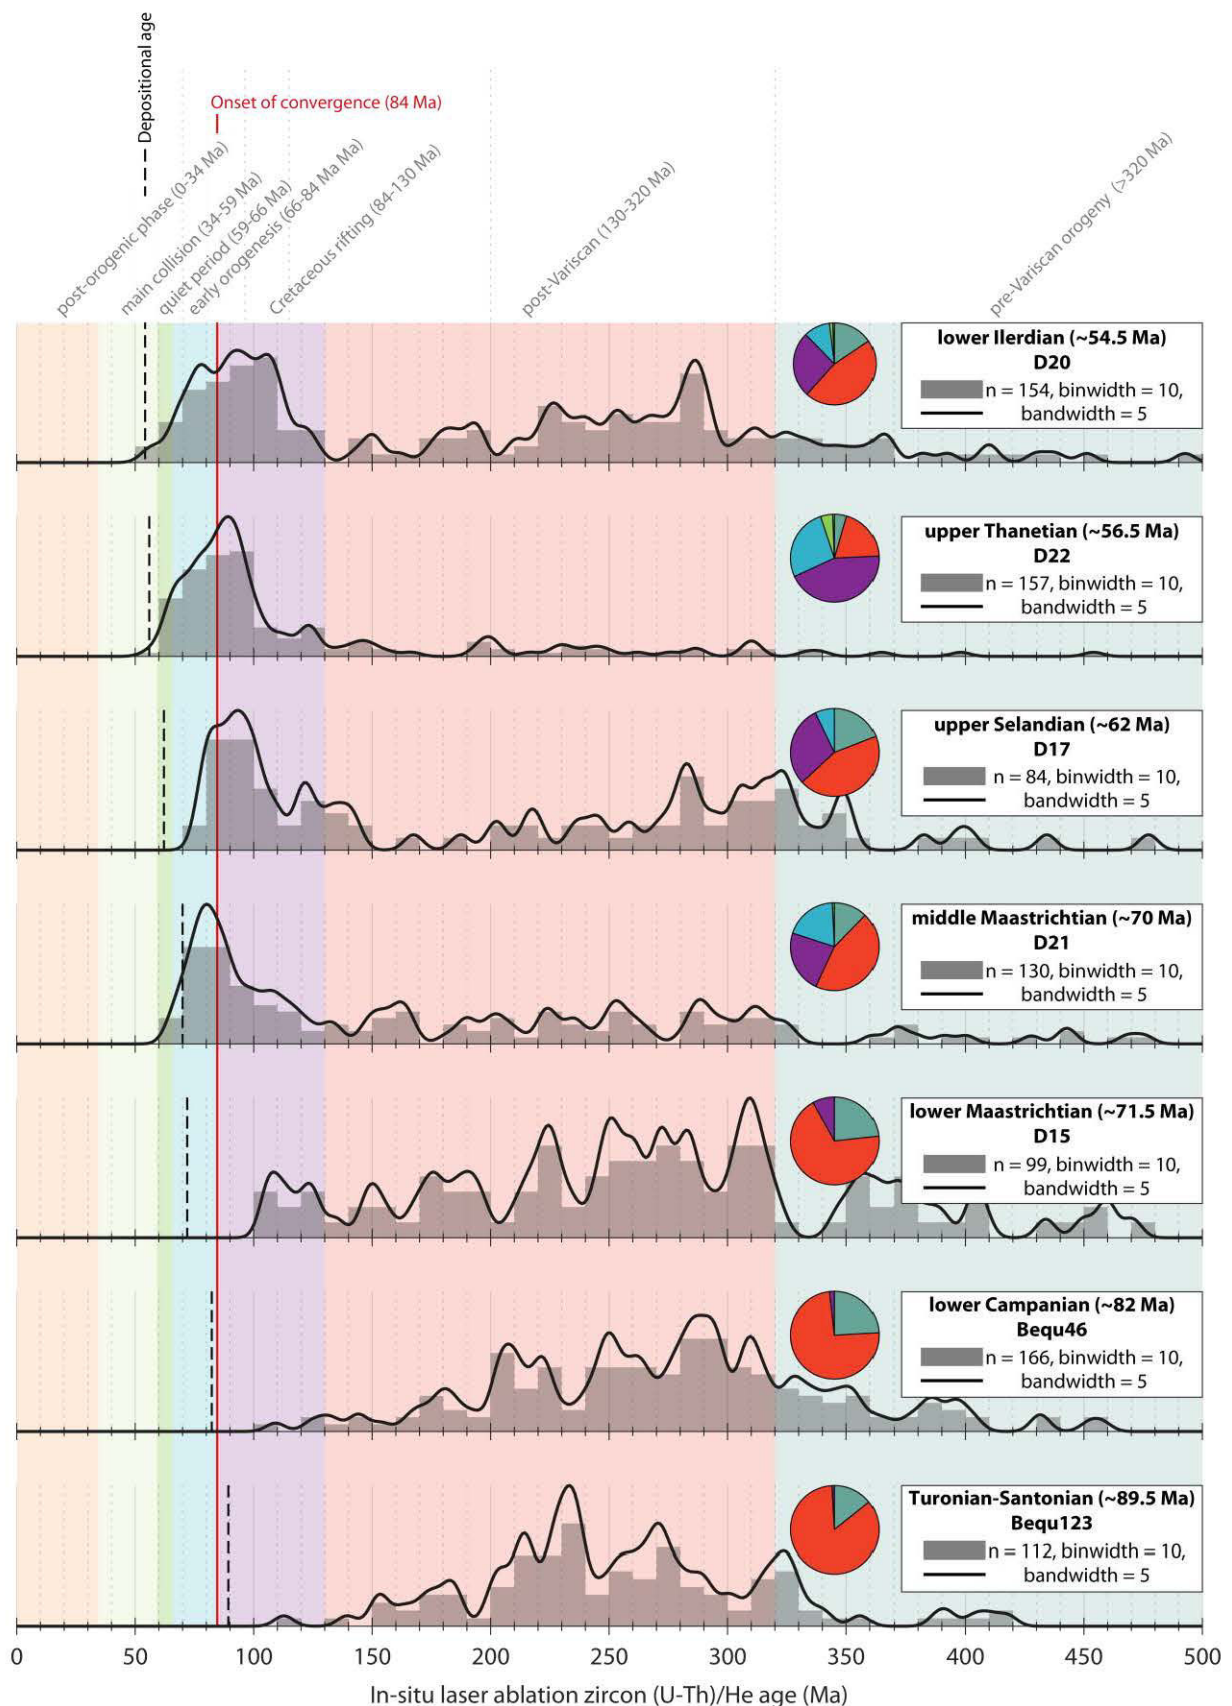 Depositional age
Onset of convergence (84 Ma)
post-orogenic phase (0-34 Ma)
main collision (34-59 Ma)
quiet period (59-66 Ma)
early orogenesis (66-84 Ma Ma)
Cretaceous rifting (84-130 Ma)
post-Variscan (130-320 Ma)
pre-Variscan orogeny (>320 Ma)
lower Ilerdian (~54.5 Ma)
D20
n = 154, binwidth = 10,
bandwidth = 5
upper Thanetian (~56.5 Ma)
D22
n = 157, binwidth = 10,
bandwidth = 5
upper Selandian (~62 Ma)
D17
n = 84, binwidth = 10,
bandwidth = 5
middle Maastrichtian (~70 Ma)
D21
n = 130, binwidth = 10,
bandwidth = 5
lower Maastrichtian (~71.5 Ma)
D15
n = 99, binwidth = 10,
bandwidth = 5
lower Campanian (~82 Ma)
Bequ46
n = 166, binwidth = 10,
bandwidth = 5
Turonian-Santonian (~89.5 Ma)
Bequ123
n = 112, binwidth = 10,
bandwidth = 5
0 50 100 150 200 250 300 350 400 450 500
In-situ laser ablation zircon (U-Th)/He age (Ma)